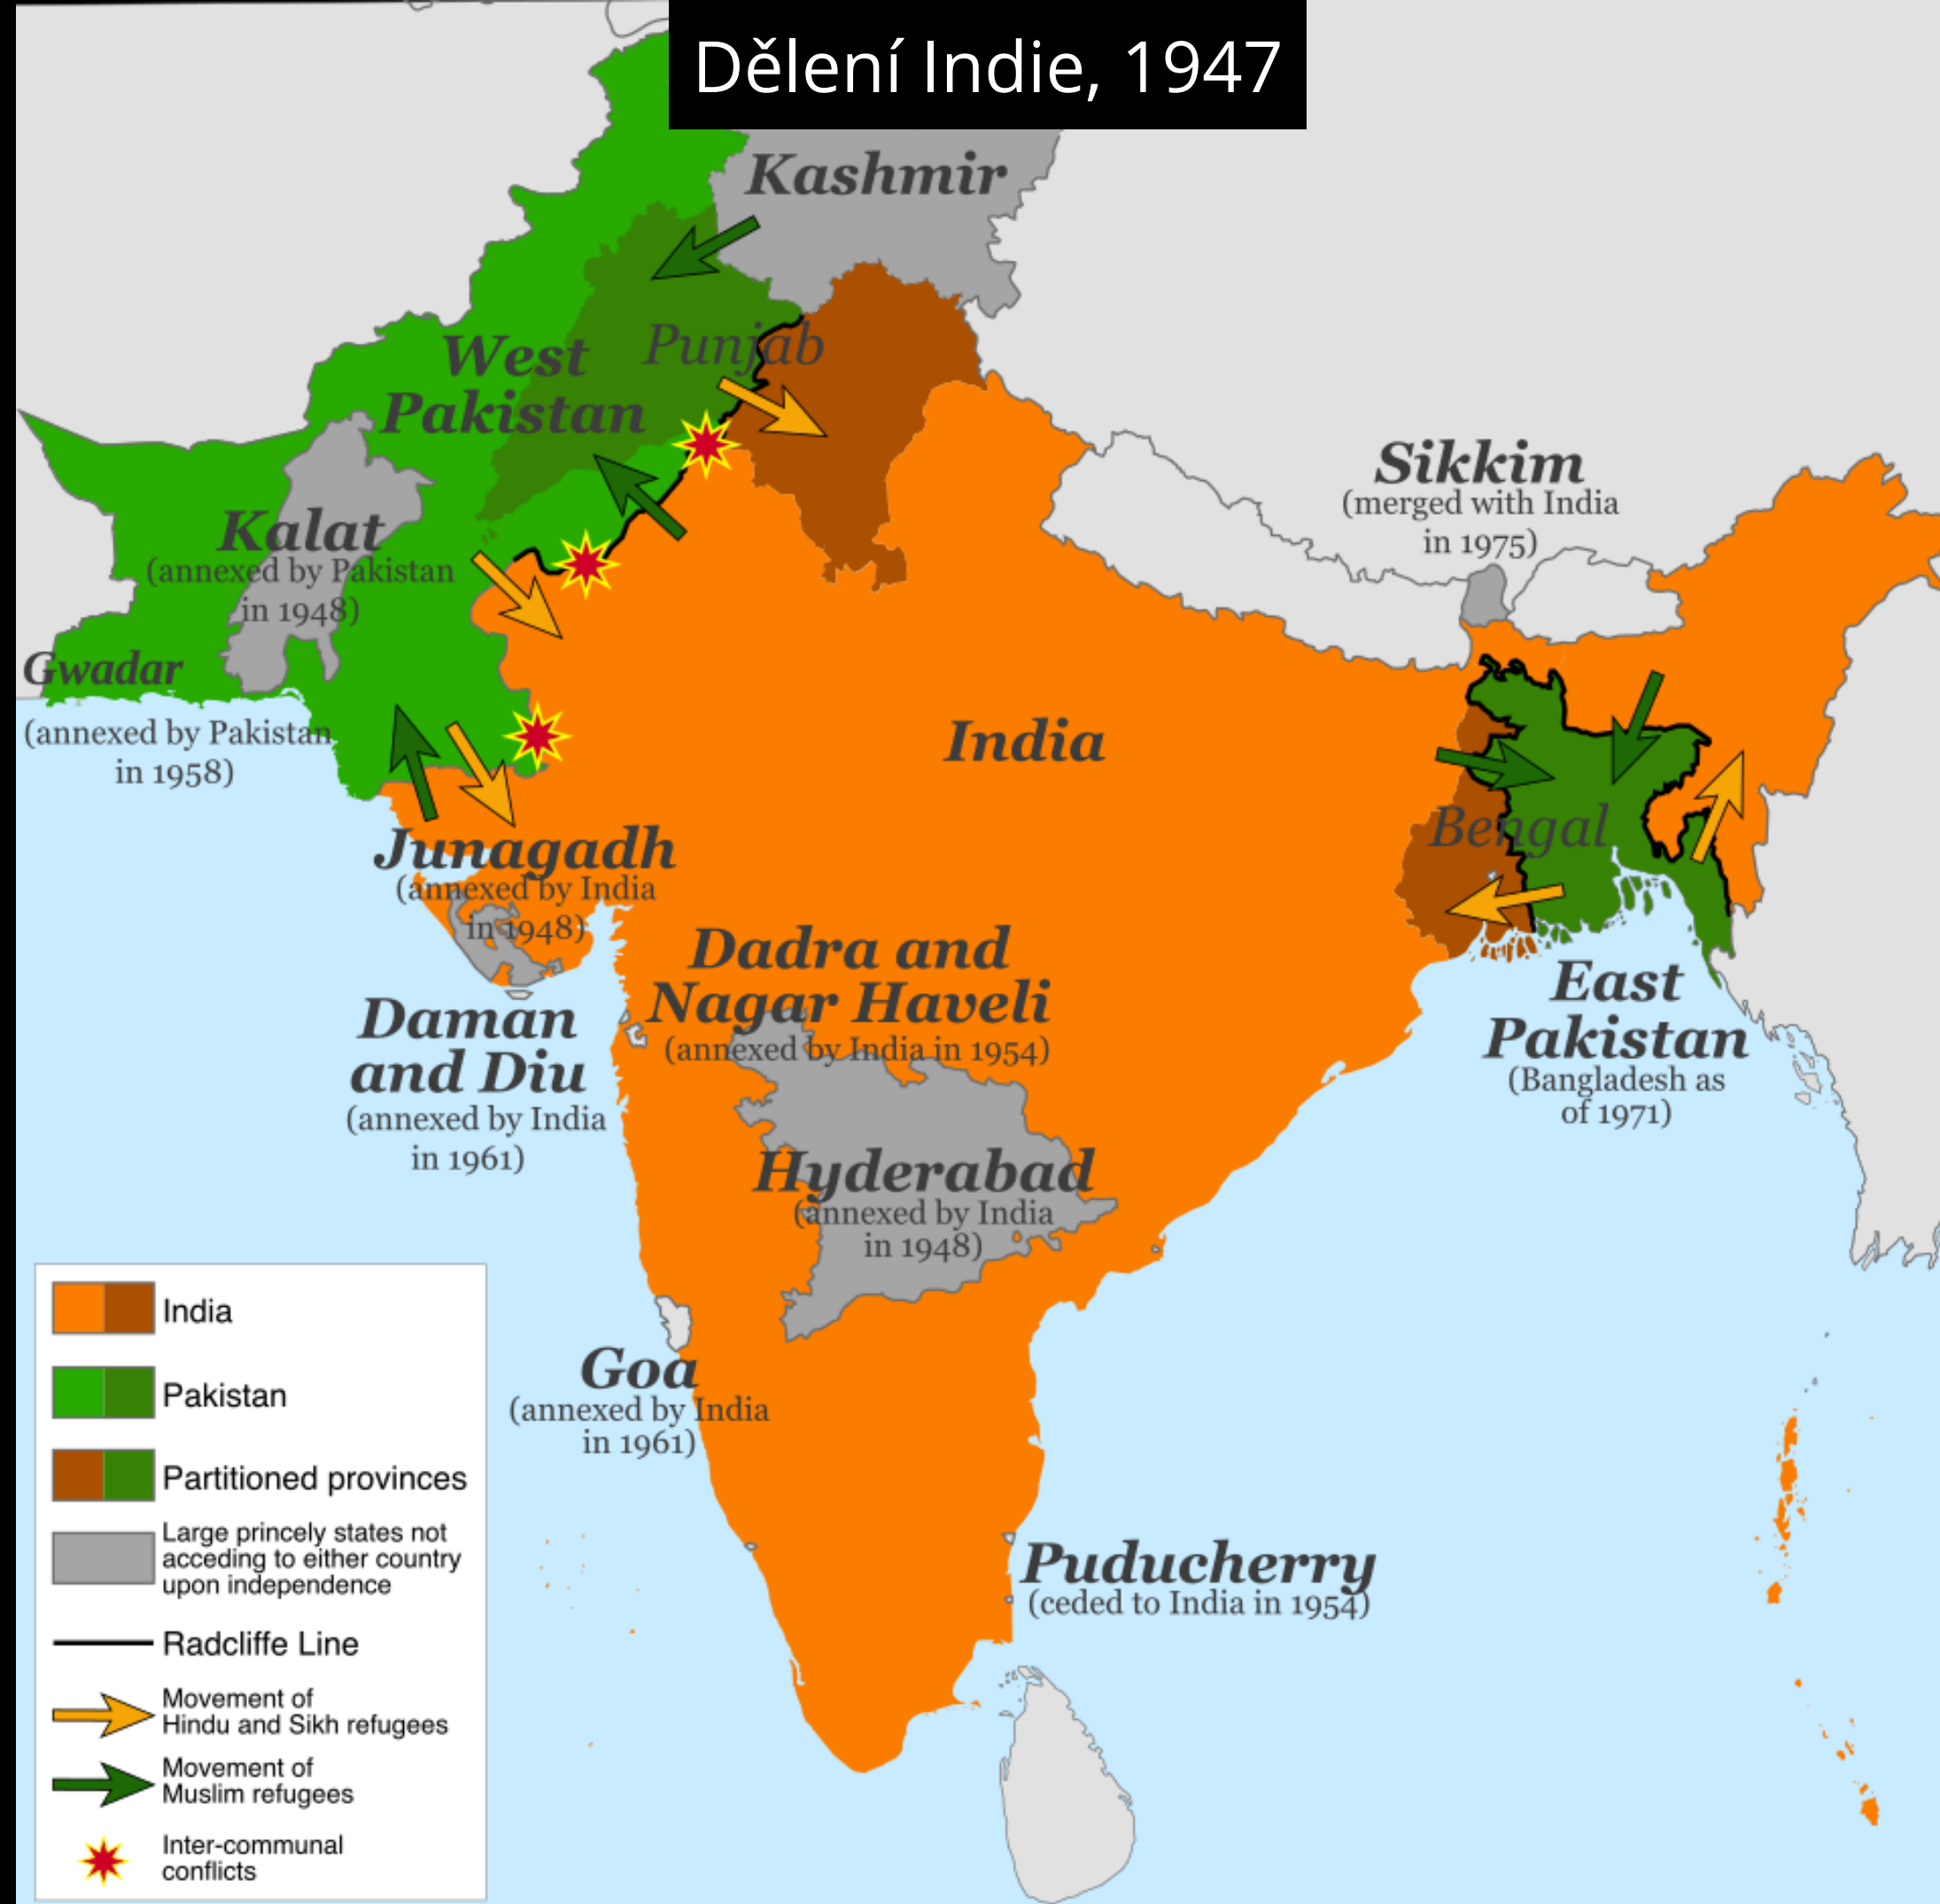 Dělení Indie, 1947
Kashmir
Punjab
West
Pakistan
Sikkim
(merged with India
in 1975)
Kalat
(annexed by Pakistan
in 1948)
Gwadar
(annexed by Pakistan
in 1958)
India
Bengal
Junagadh
(annexed by India
in 1948)
Dadra and
Nagar Haveli
(annexed by India in 1954)
East
Pakistan
(Bangladesh as
of 1971)
Daman
and Diu
(annexed by India
in 1961)
Hyderabad
(annexed by India
in 1948)
Goa
(annexed by India
in 1961)
Puducherry
(ceded to India in 1954)
India
Pakistan
Partitioned provinces
Large princely states not
acceding to either country
upon independence
Radcliffe Line
Movement of
Hindu and Sikh refugees
Movement of
Muslim refugees
Inter-communal
conflicts